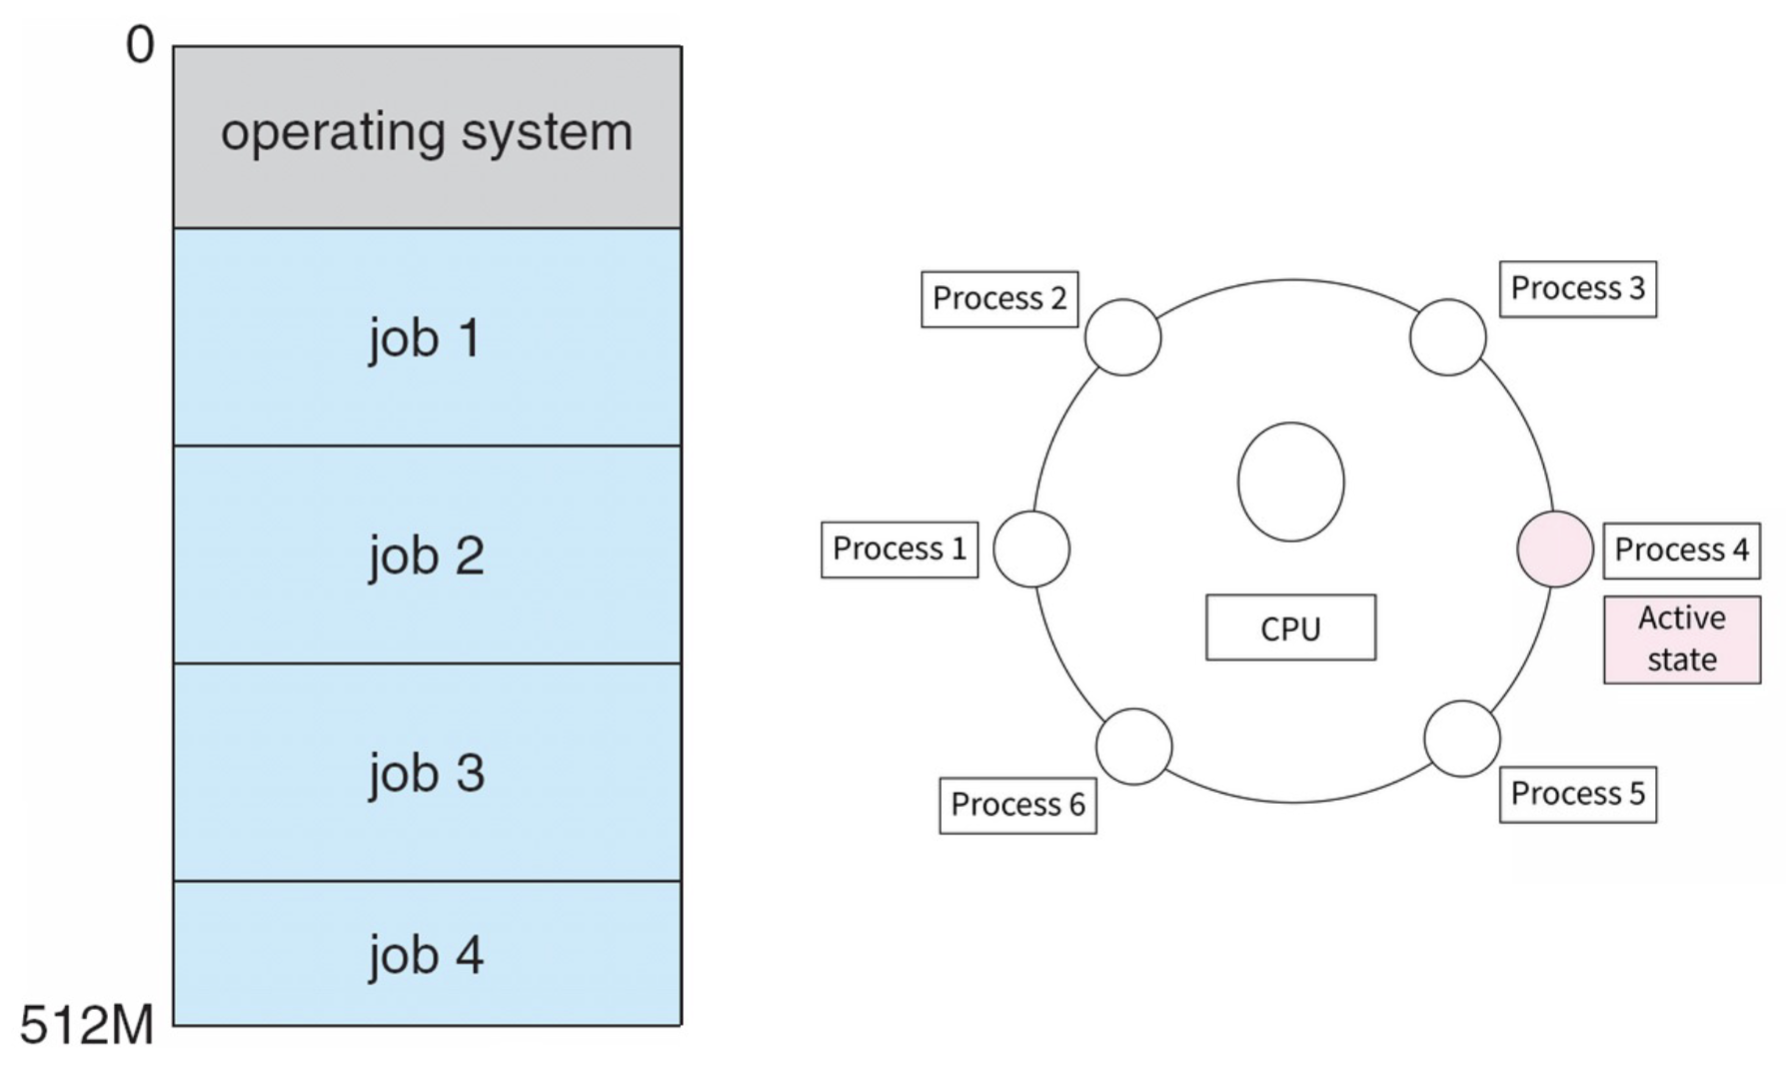 0
operating system
job 1
job 2
job 3
job 4
512M
Process 2
Process 3
Process 1
CPU
Process 4
Active
state
Process 6
Process 5